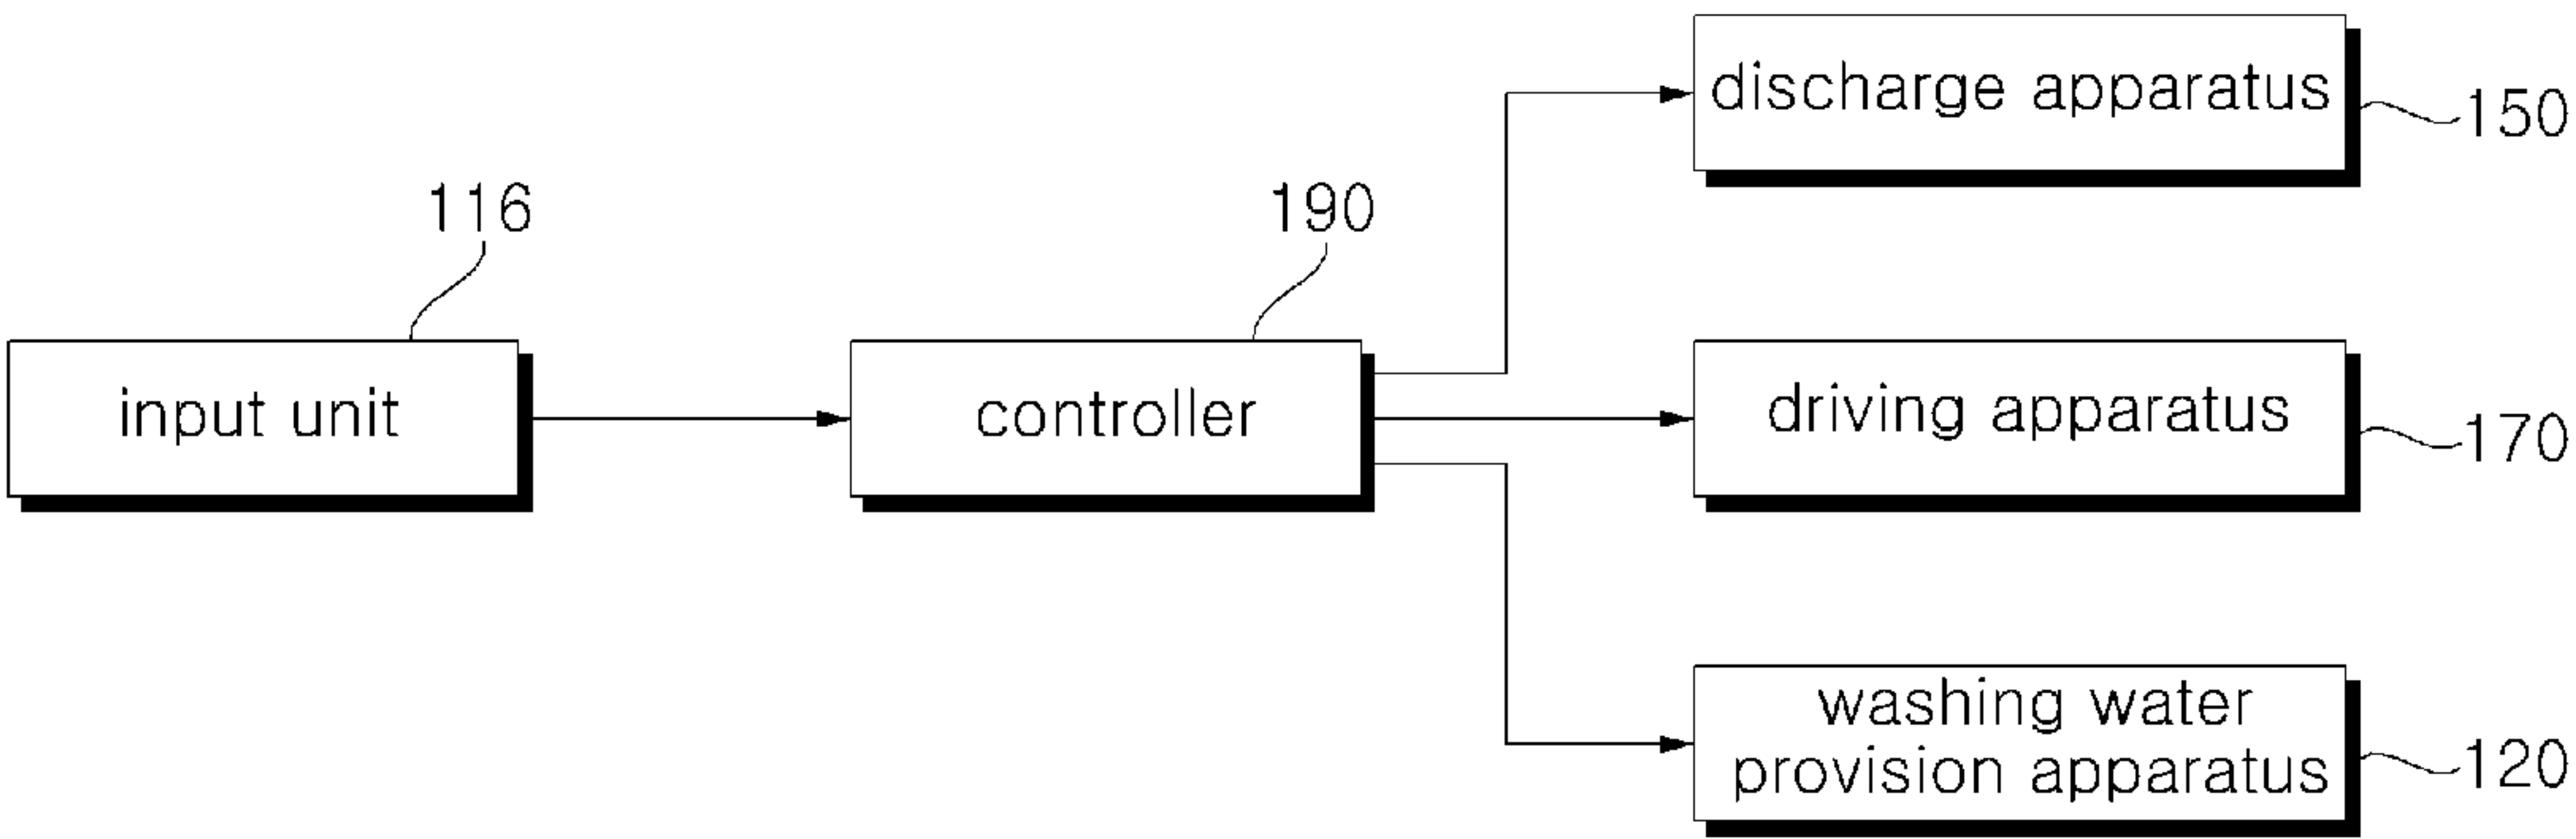 discharge apparatus
150
116
190
input unit
controller
driving apparatus
170
washing water
provision apparatus
120